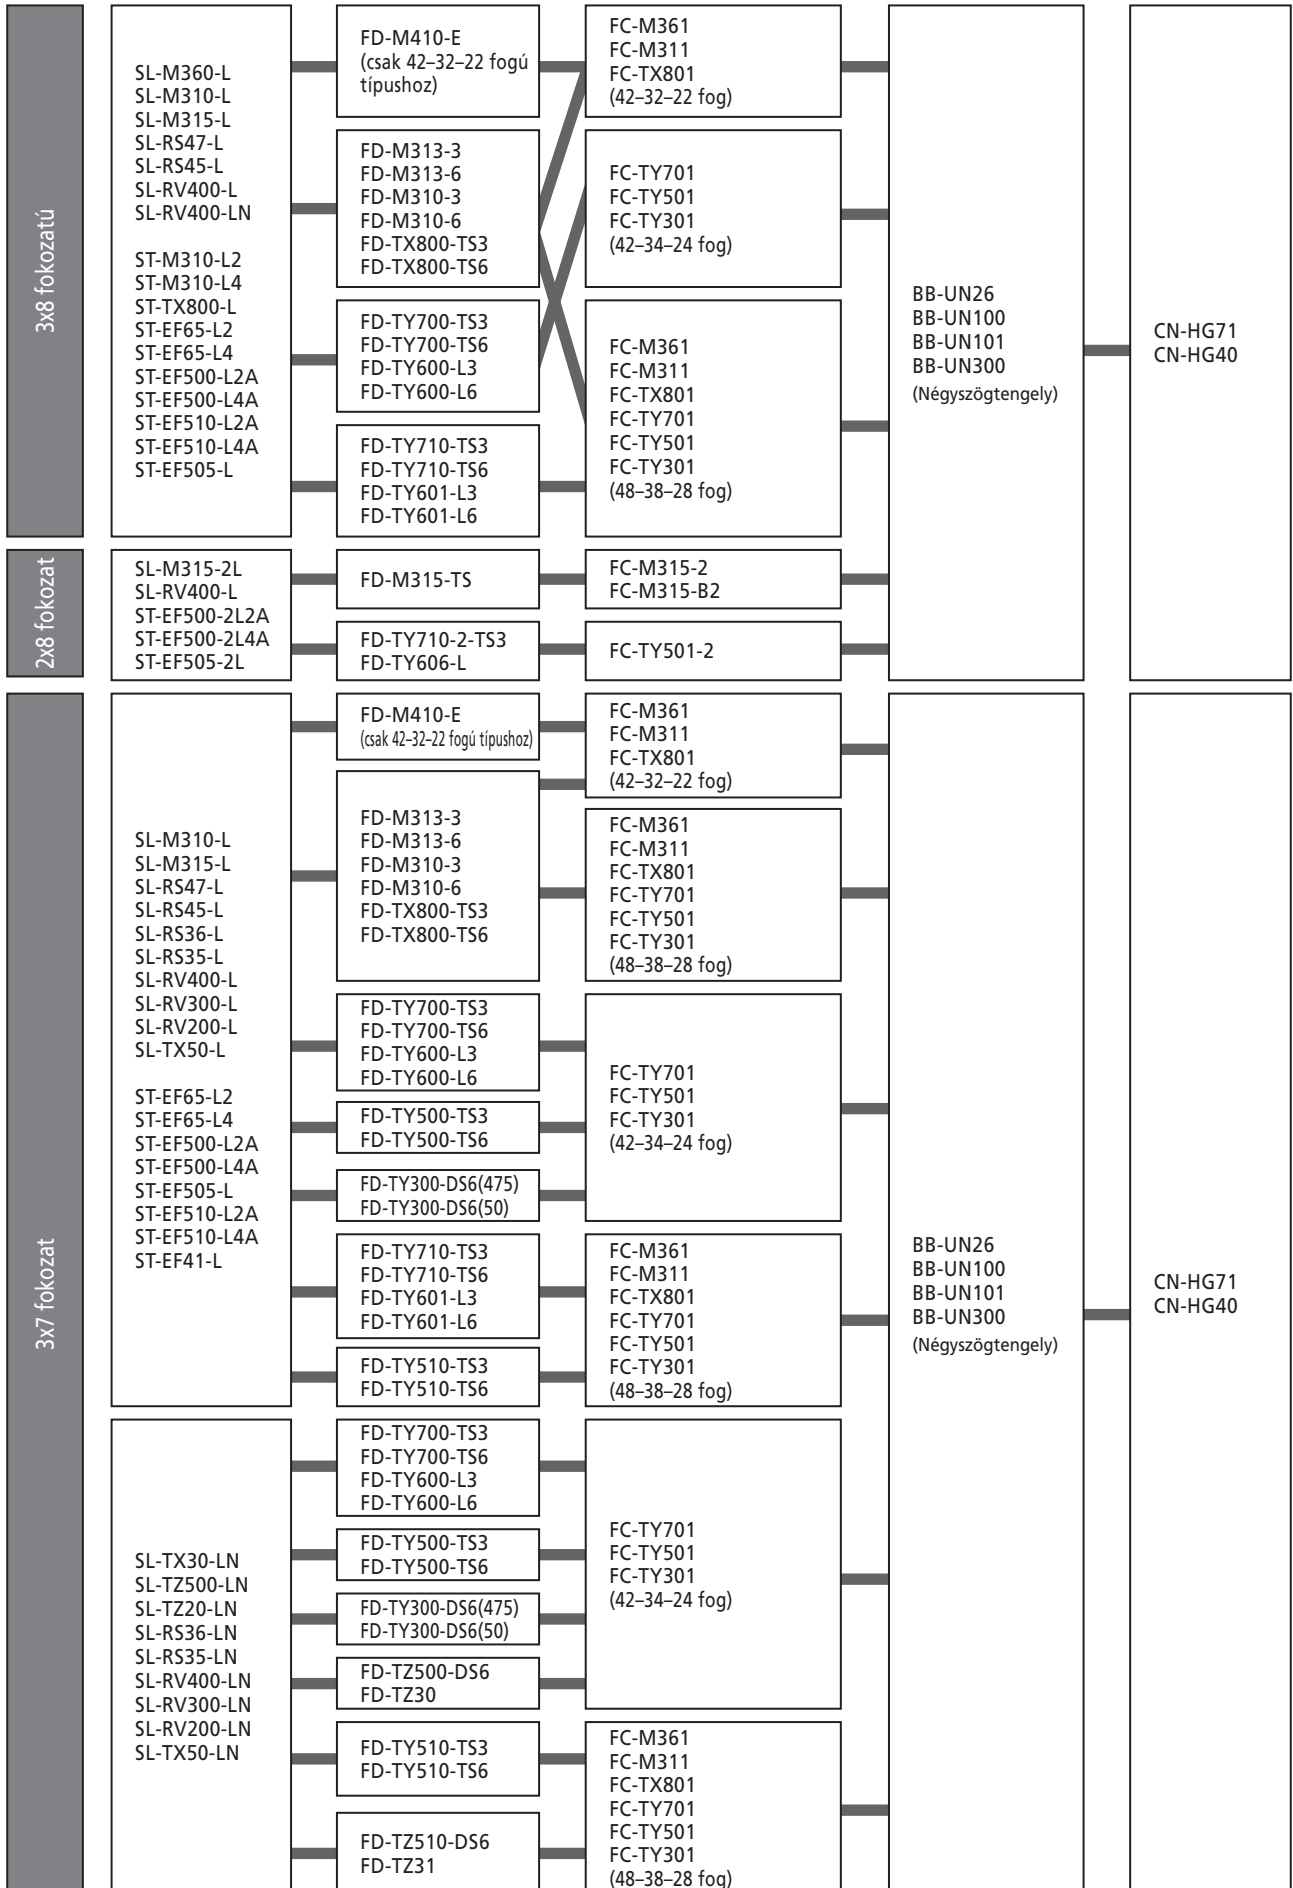 3x8 fokozatú
SL-M360-L
SL-M310-L
SL-M315-L
SL-RS47-L
SL-RS45-L
SL-RV400-L
SL-RV400-LN
ST-M310-L2
ST-M310-L4
ST-TX800-L
ST-EF65-L2
ST-EF65-L4
ST-EF500-L2A
ST-EF500-L4A
ST-EF510-L2A
ST-EF510-L4A
ST-EF505-L
FD-M410-E
(csak 42–32–22 fogú
típushoz)
FD-M313-3
FD-M313-6
FD-M310-3
FD-M310-6
FD-TX800-TS3
FD-TX800-TS6
FD-TY700-TS3
FD-TY700-TS6
FD-TY600-L3
FD-TY600-L6
FD-TY710-TS3
FD-TY710-TS6
FD-TY601-L3
FD-TY601-L6
FC-M361
FC-M311
FC-TX801
(42–32–22 fog)
FC-TY701
FC-TY501
FC-TY301
(42–34–24 fog)
FC-M361
FC-M311
FC-TX801
FC-TY701
FC-TY501
FC-TY301
(48–38–28 fog)
BB-UN26
BB-UN100
BB-UN101
BB-UN300
(Négyszögtengely)
CN-HG71
CN-HG40
2x8 fokozat
SL-M315-2L
SL-RV400-L
ST-EF500-2L2A
ST-EF500-2L4A
ST-EF505-2L
FD-M315-TS
FD-TY710-2-TS3
FD-TY606-L
FC-M315-2
FC-M315-B2
FC-TY501-2
3x7 fokozat
SL-M310-L
SL-M315-L
SL-RS47-L
SL-RS45-L
SL-RS36-L
SL-RS35-L
SL-RV400-L
SL-RV300-L
SL-RV200-L
SL-TX50-L
ST-EF65-L2
ST-EF65-L4
ST-EF500-L2A
ST-EF500-L4A
ST-EF505-L
ST-EF510-L2A
ST-EF510-L4A
ST-EF41-L
FD-M410-E
(csak 42–32–22 fogú típushoz)
FD-M313-3
FD-M313-6
FD-M310-3
FD-M310-6
FD-TX800-TS3
FD-TX800-TS6
FD-TY700-TS3
FD-TY700-TS6
FD-TY600-L3
FD-TY600-L6
FD-TY500-TS3
FD-TY500-TS6
FD-TY300-DS6(475)
FD-TY300-DS6(50)
FD-TY710-TS3
FD-TY710-TS6
FD-TY601-L3
FD-TY601-L6
FD-TY510-TS3
FD-TY510-TS6
FC-M361
FC-M311
FC-TX801
(42–32–22 fog)
FC-M361
FC-M311
FC-TX801
FC-TY701
FC-TY501
FC-TY301
(48–38–28 fog)
FC-TY701
FC-TY501
FC-TY301
(42–34–24 fog)
FC-M361
FC-M311
FC-TX801
FC-TY701
FC-TY501
FC-TY301
(48–38–28 fog)
BB-UN26
BB-UN100
BB-UN101
BB-UN300
(Négyszögtengely)
CN-HG71
CN-HG40
SL-TX30-LN
SL-TZ500-LN
SL-TZ20-LN
SL-RS36-LN
SL-RS35-LN
SL-RV400-LN
SL-RV300-LN
SL-RV200-LN
SL-TX50-LN
FD-TY700-TS3
FD-TY700-TS6
FD-TY600-L3
FD-TY600-L6
FD-TY500-TS3
FD-TY500-TS6
FD-TY300-DS6(475)
FD-TY300-DS6(50)
FD-TZ500-DS6
FD-TZ30
FD-TY510-TS3
FD-TY510-TS6
FD-TZ510-DS6
FD-TZ31
FC-TY701
FC-TY501
FC-TY301
(42–34–24 fog)
FC-M361
FC-M311
FC-TX801
FC-TY701
FC-TY501
FC-TY301
(48–38–28 fog)